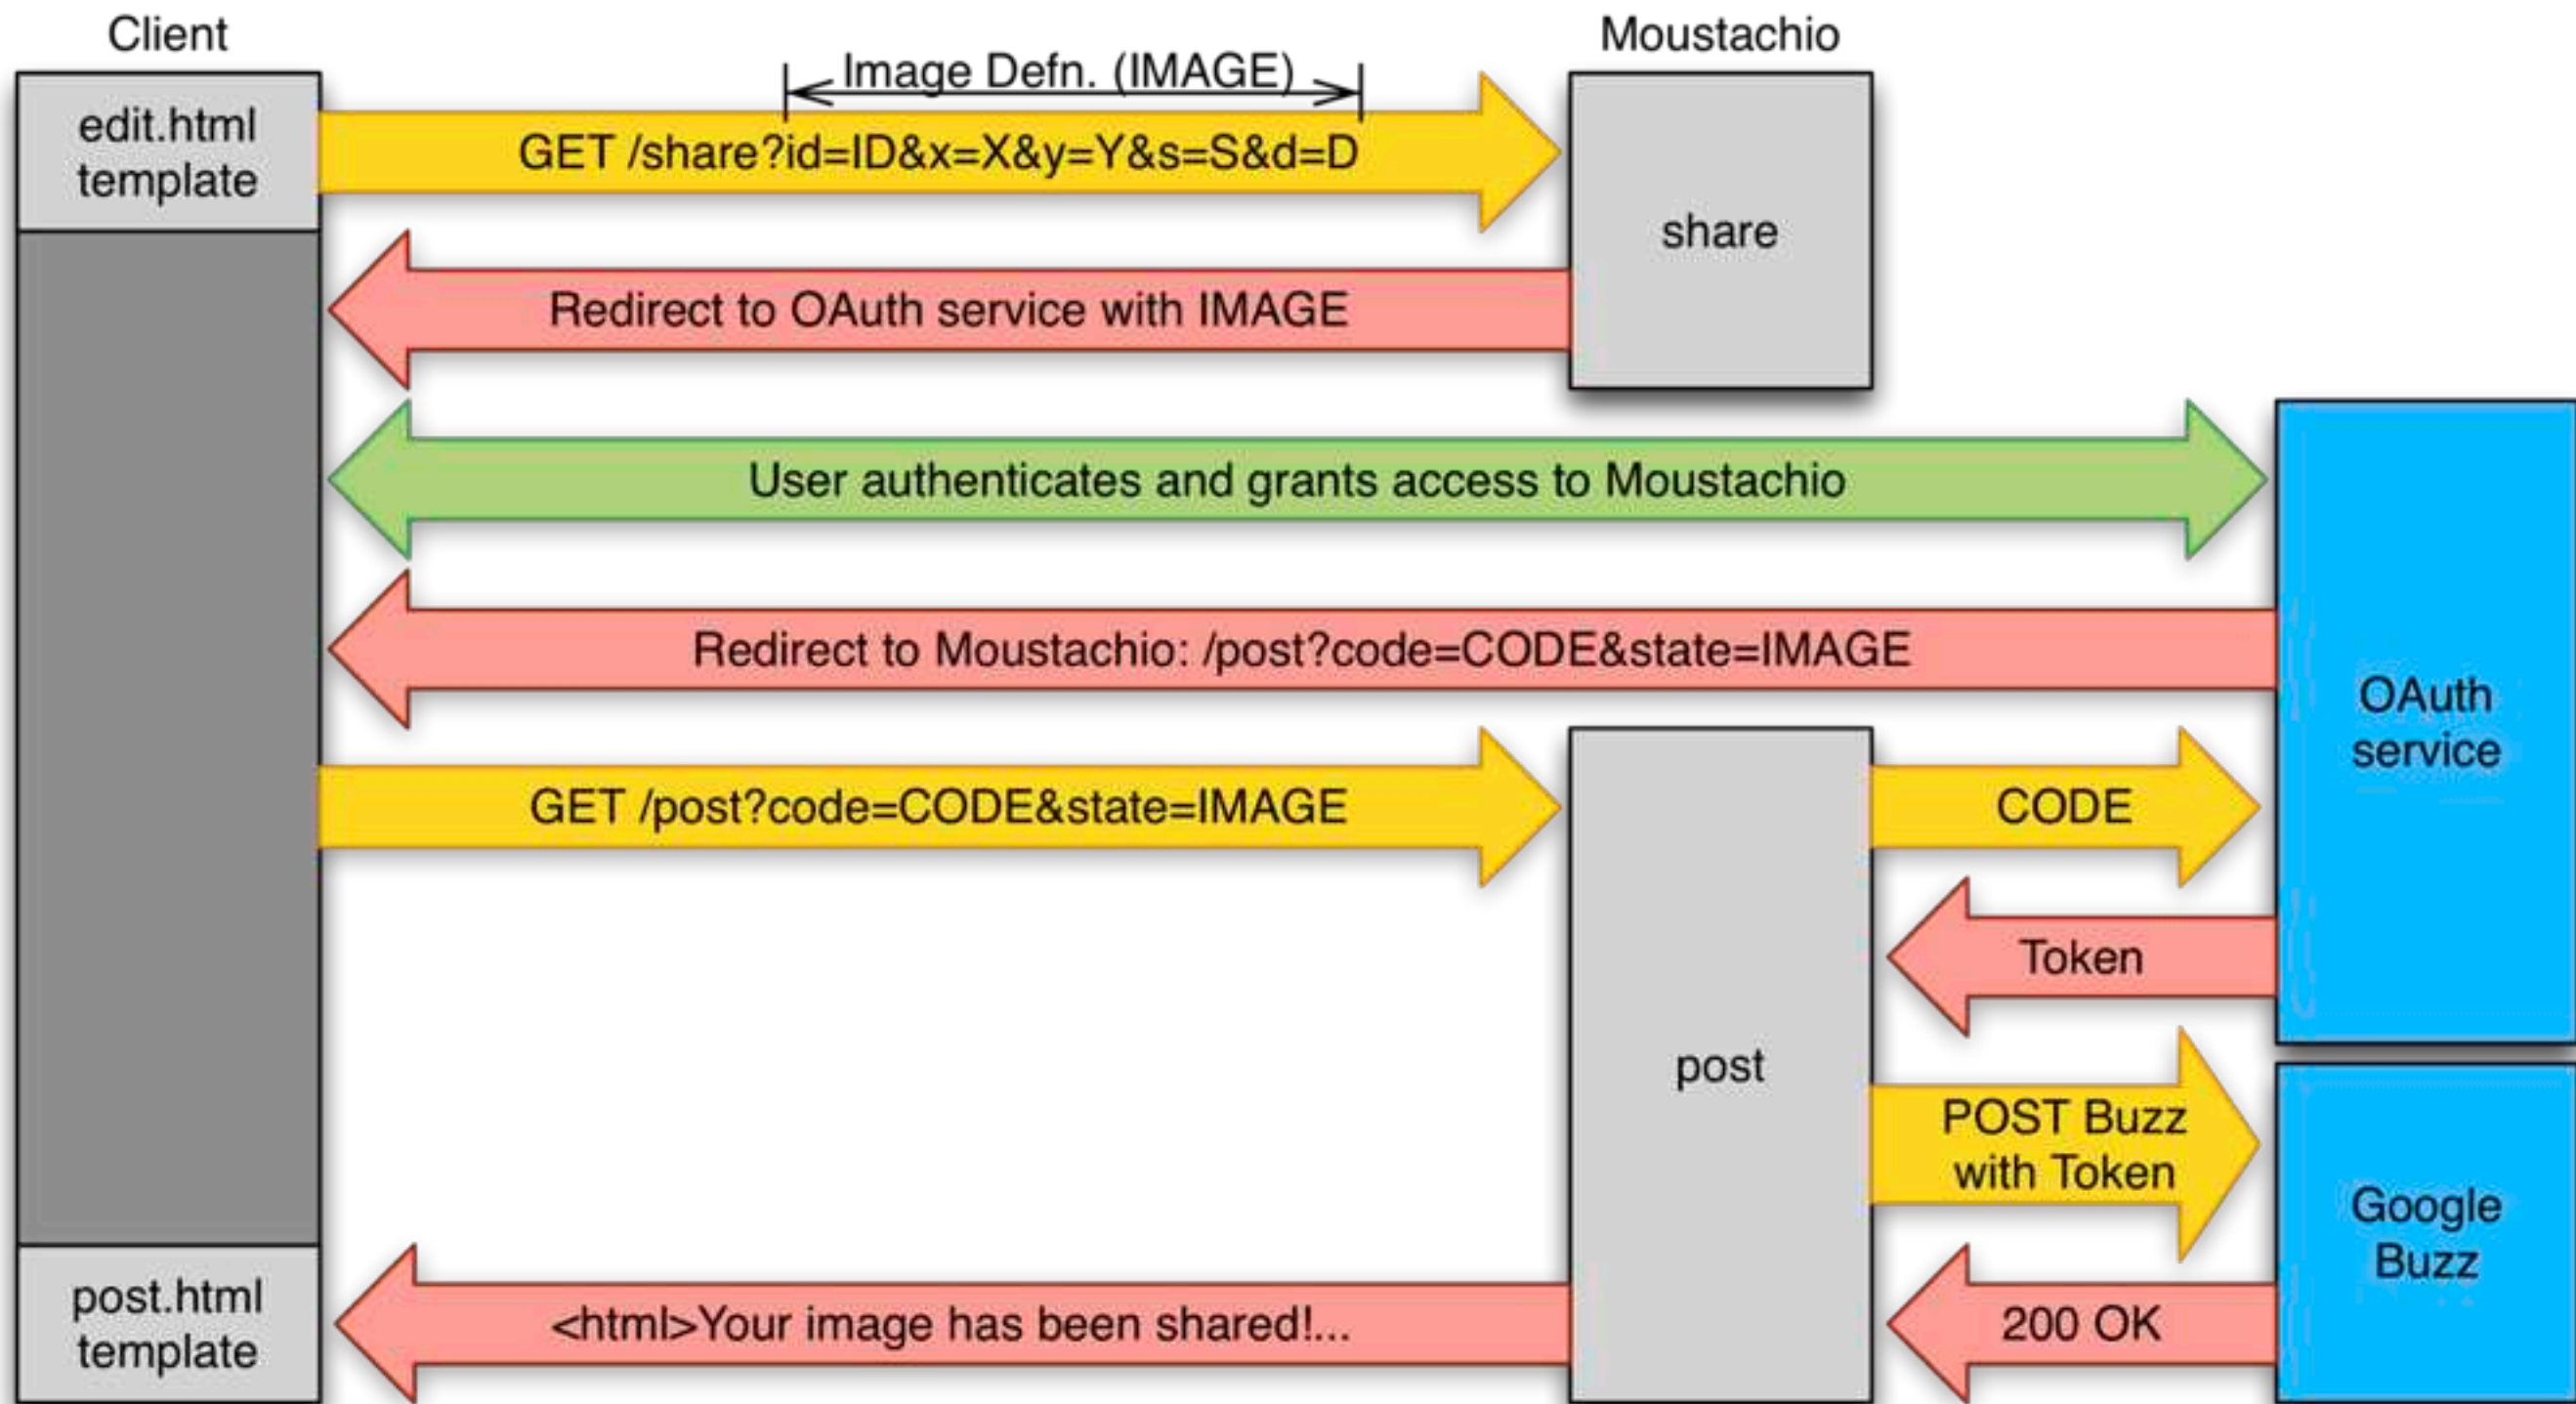 Client
Moustachio
Image Defn. (IMAGE)
edit.html
template
GET /share?id=ID&x=X&y=Y&s=S&d=D
share
Redirect to OAuth service with IMAGE
User authenticates and grants access to Moustachio
Redirect to Moustachio: /post?code=CODE&state=IMAGE
OAuth
service
GET /post?code=CODE&state=IMAGE
CODE
Token
post
POST Buzz
with Token
Google
Buzz
post.html
template
<html>Your image has been shared!...
200 OK